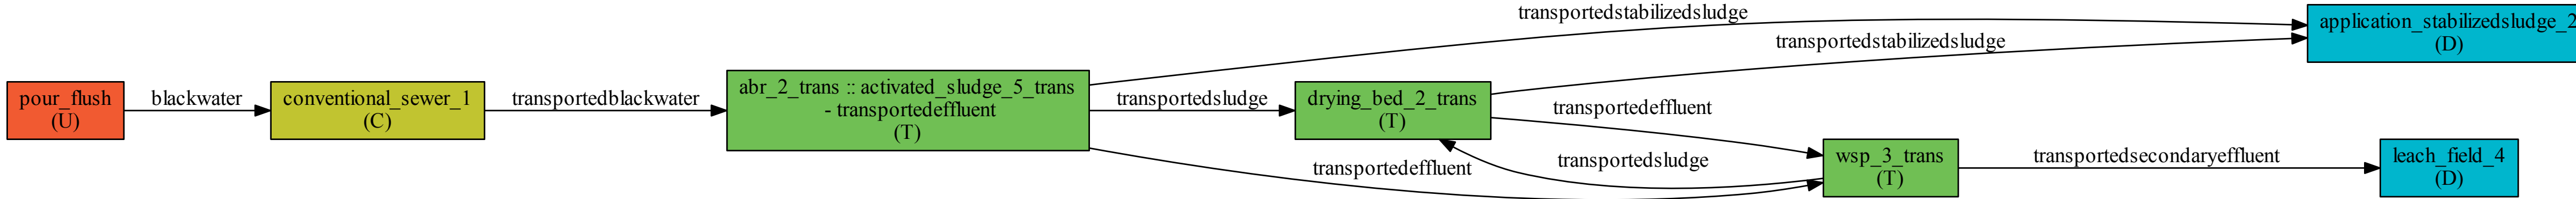 pour_flush
(U)
blackwater
conventional_sewer_1
(C)
transportedblackwater
abr_2_trans :: activated_sludge_5_trans
- transportedeffluent
(T)
transportedstabilizedsludge
transportedsludge
transportedeffluent
drying_bed_2_trans
(T)
transportedstabilizedsludge
transportedeffluent
transportedsludge
wsp_3_trans
(T)
transportedsecondaryeffluent
application_stabilizedsludge_2
(D)
leach_field_4
(D)